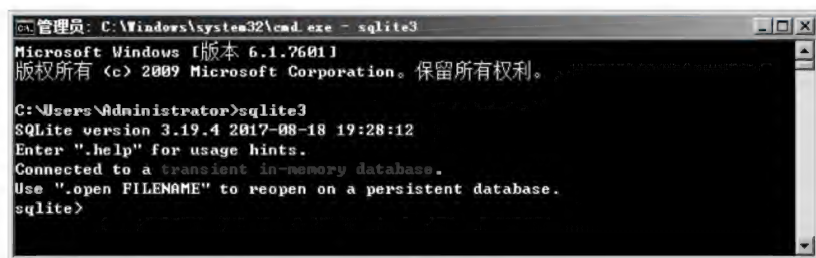 管理员: C:\Windows\system32\cmd.exe - sqlite3
Microsoft Windows [版本 6.1.7601]
版权所有 (c) 2009 Microsoft Corporation。保留所有权利。
C:\Users\Administrator>sqlite3
SQLite version 3.19.4 2017-08-18 19:28:12
Enter ".help" for usage hints.
Connected to a transient in-memory database.
Use ".open FILENAME" to reopen on a persistent database.
sqlite>